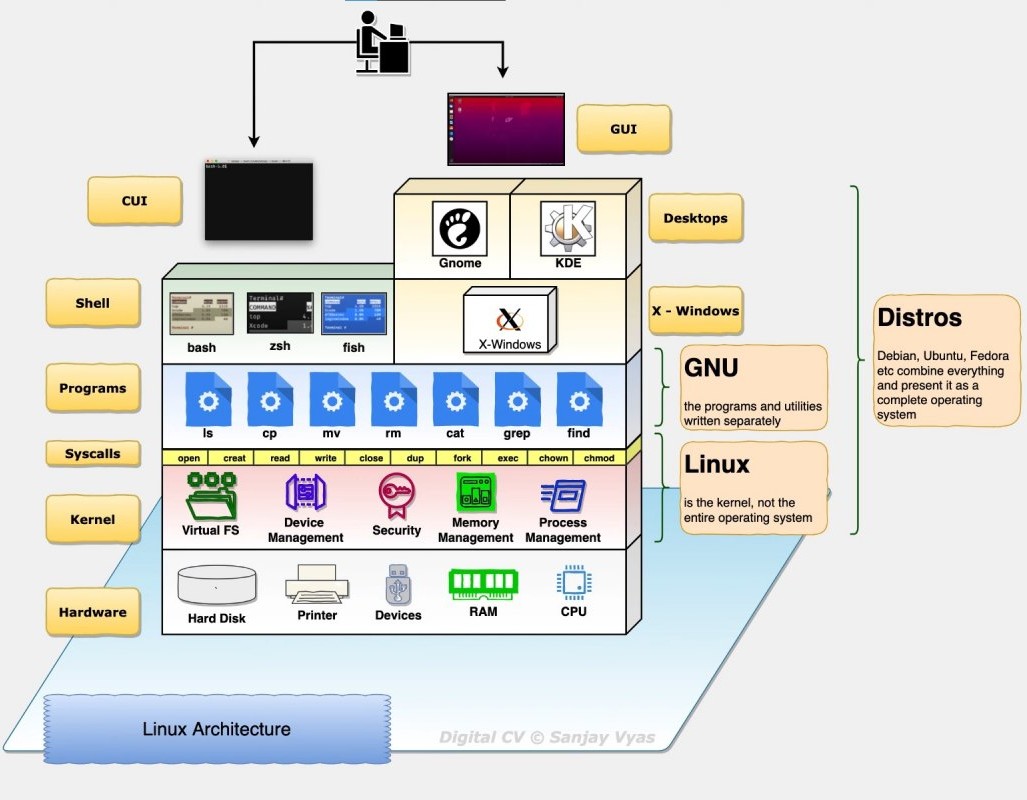 GUI
CUI
Desktops
Gnome
KDE
Shell
bash
zsh
fish
X-Windows
X - Windows
Distros
Debian, Ubuntu, Fedora
etc combine everything
and present it as a
complete operating
system
Programs
ls
cp
mv
rm
cat
grep
find
GNU
the programs and utilities
written separately
Syscalls
open
creat
read
write
close
dup
fork
exec
chown
chmod
Linux
is the kernel, not the
entire operating system
Kernel
Virtual FS
Device
Management
Security
Memory
Management
Process
Management
Hardware
Hard Disk
Printer
Devices
RAM
CPU
Linux Architecture
Digital CV © Sanjay Vyas